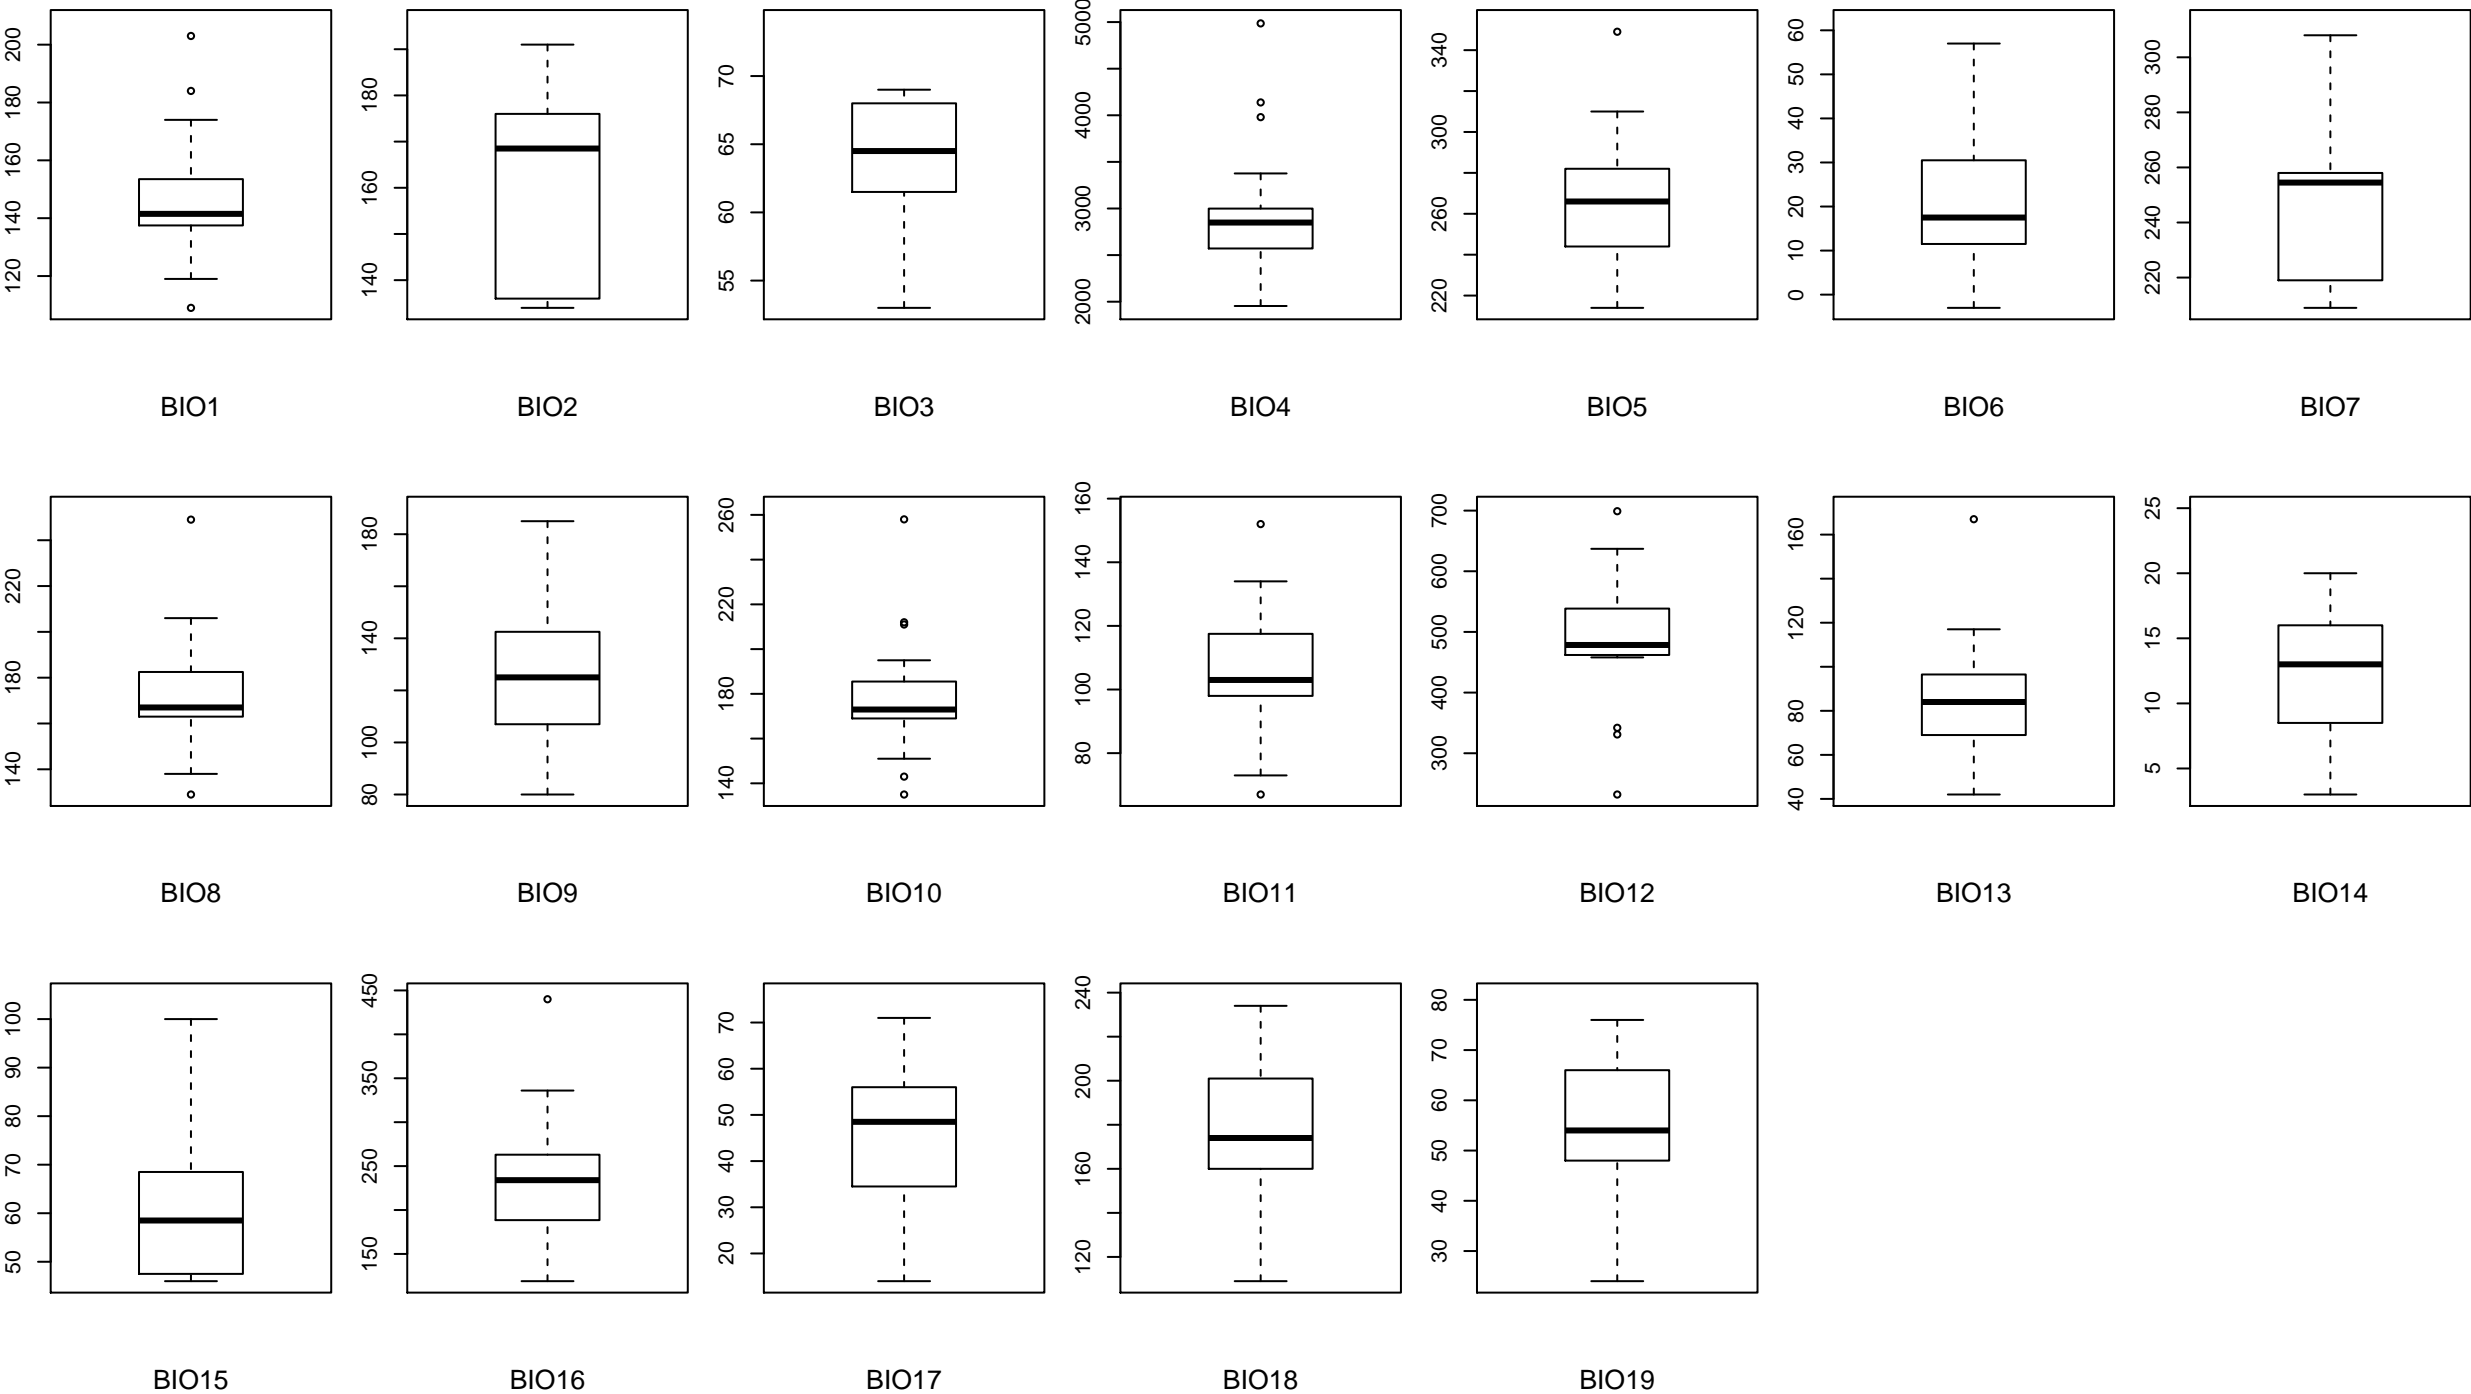 120 140 160 180 200
140 160 180
55 60 65 70
2000 3000 4000 5000
220 260 300 340
0 10 20 30 40 50 60
220 240 260 280 300
BIO1 BIO2 BIO3 BIO4 BIO5 BIO6 BIO7
140 180 220
80 100 140 180
140 180 220 260
80 100 120 140 160
300 400 500 600 700
40 60 80 120 160
5 10 15 20 25
BIO8 BIO9 BIO10 BIO11 BIO12 BIO13 BIO14
50 60 70 80 90 100
150 250 350 450
20 30 40 50 60 70
120 160 200 240
30 40 50 60 70 80
BIO15 BIO16 BIO17 BIO18 BIO19